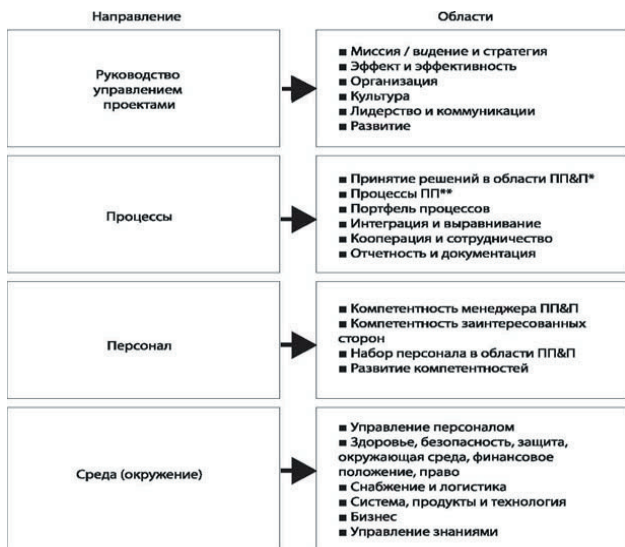 Направление
Области
Руководство
управлением
проектами
■ Миссия / видение и стратегия
■ Эффект и эффективность
■ Организация
■ Культура
■ Лидерство и коммуникации
■ Развитие
Процессы
■ Принятие решений в области ПП&П*
■ Процессы ПП**
■ Портфель процессов
■ Интеграция и выравнивание
■ Кооперация и сотрудничество
■ Отчетность и документация
Персонал
■ Компетентность менеджера ПП&П
■ Компетентность заинтересованных
сторон
■ Набор персонала в области ПП&П
■ Развитие компетентностей
Среда (окружение)
■ Управление персоналом
■ Здоровье, безопасность, защита,
окружающая среда, финансовое
положение, право
■ Снабжение и логистика
■ Система, продукты и технология
■ Бизнес
■ Управление знаниями